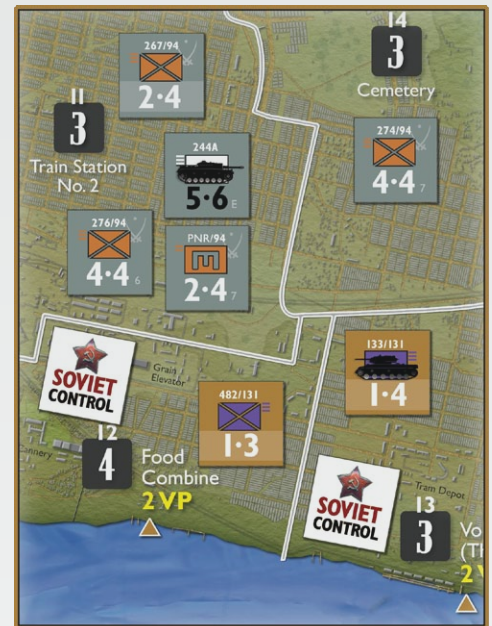 267/94
2-4
11
3
Train Station
No. 2
14
3
Cemetery
244A
5-6 E
274/94
4-4 7
276/94
4-4 6
PNR/94
2-4 7
SOVIET
CONTROL
Grain
Elevator
133/131
1-4
482/131
1-3
12
4
Food
Combine
2 VP
SOVIET
CONTROL
Tram Depot
13
3
Vo
(Th
2 V